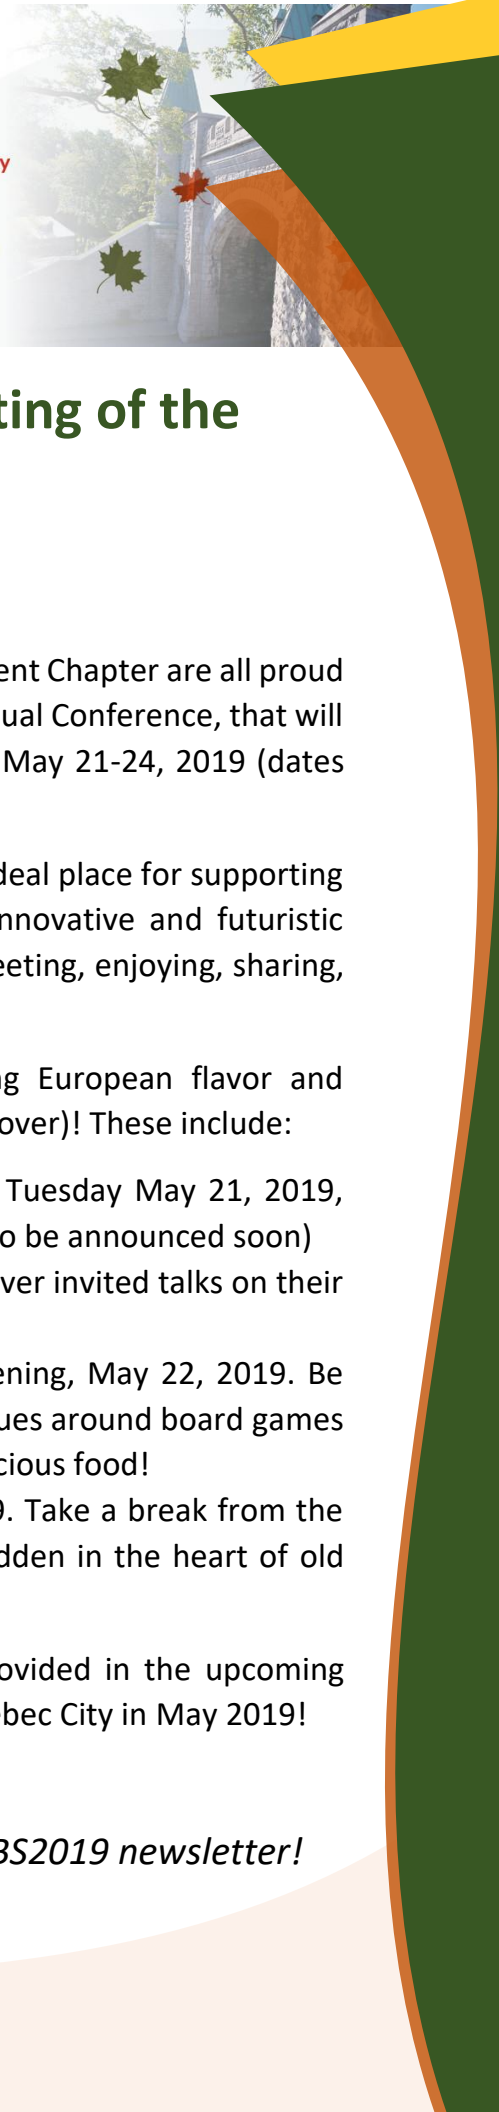 y
ting of the
ent Chapter are all proud
ual Conference, that will
May 21-24, 2019 (dates
deal place for supporting
nnovative and futuristic
eeting, enjoying, sharing,
ng European flavor and
over)! These include:
Tuesday May 21, 2019,
o be announced soon)
ver invited talks on their
ening, May 22, 2019. Be
ues around board games
cious food!
9. Take a break from the
dden in the heart of old
ovided in the upcoming
ebec City in May 2019!
BS2019 newsletter!